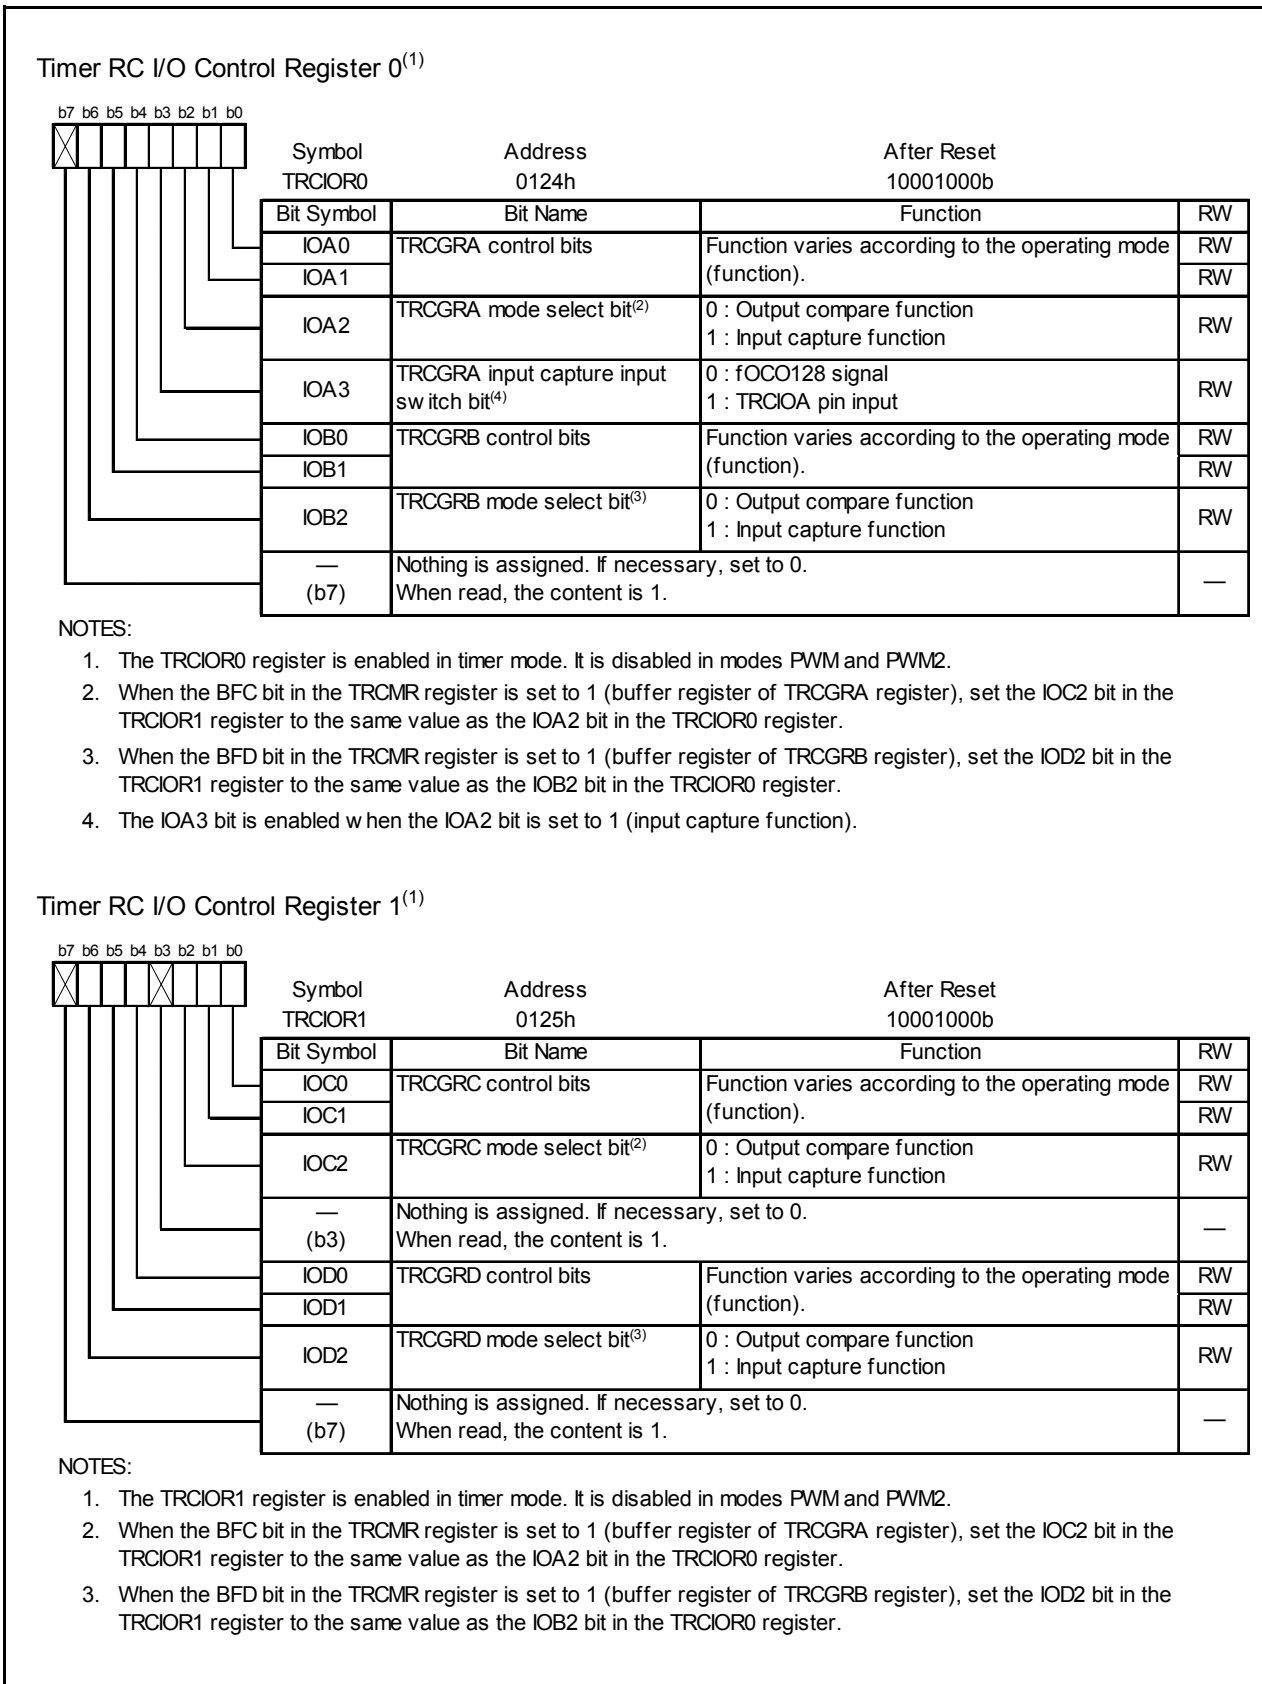 Timer RC I/O Control Register 0(1)
b7 b6 b5 b4 b3 b2 b1 b0
Symbol Address After Reset
TRCIOR0 0124h 10001000b
Bit Symbol Bit Name Function RW
IOA0 TRCGRA control bits Function varies according to the operating mode RW
IOA1 (function). RW
IOA2 TRCGRA mode select bit(2) 0 : Output compare function RW
1 : Input capture function
IOA3 TRCGRA input capture input 0 : fOCO128 signal RW
switch bit(4) 1 : TRCIOA pin input
IOB0 TRCGRB control bits Function varies according to the operating mode RW
IOB1 (function). RW
IOB2 TRCGRB mode select bit(3) 0 : Output compare function RW
1 : Input capture function
— Nothing is assigned. If necessary, set to 0. —
(b7) When read, the content is 1.
NOTES:
1. The TRCIOR0 register is enabled in timer mode. It is disabled in modes PWM and PWM2.
2. When the BFC bit in the TRCMR register is set to 1 (buffer register of TRCGRA register), set the IOC2 bit in the
TRCIOR1 register to the same value as the IOA2 bit in the TRCIOR0 register.
3. When the BFD bit in the TRCMR register is set to 1 (buffer register of TRCGRB register), set the IOD2 bit in the
TRCIOR1 register to the same value as the IOB2 bit in the TRCIOR0 register.
4. The IOA3 bit is enabled when the IOA2 bit is set to 1 (input capture function).
Timer RC I/O Control Register 1(1)
b7 b6 b5 b4 b3 b2 b1 b0
Symbol Address After Reset
TRCIOR1 0125h 10001000b
Bit Symbol Bit Name Function RW
IOC0 TRCGRC control bits Function varies according to the operating mode RW
IOC1 (function). RW
IOC2 TRCGRC mode select bit(2) 0 : Output compare function RW
1 : Input capture function
— Nothing is assigned. If necessary, set to 0. —
(b3) When read, the content is 1.
IOD0 TRCGRD control bits Function varies according to the operating mode RW
IOD1 (function). RW
IOD2 TRCGRD mode select bit(3) 0 : Output compare function RW
1 : Input capture function
— Nothing is assigned. If necessary, set to 0. —
(b7) When read, the content is 1.
NOTES:
1. The TRCIOR1 register is enabled in timer mode. It is disabled in modes PWM and PWM2.
2. When the BFC bit in the TRCMR register is set to 1 (buffer register of TRCGRA register), set the IOC2 bit in the
TRCIOR1 register to the same value as the IOA2 bit in the TRCIOR0 register.
3. When the BFD bit in the TRCMR register is set to 1 (buffer register of TRCGRB register), set the IOD2 bit in the
TRCIOR1 register to the same value as the IOB2 bit in the TRCIOR0 register.